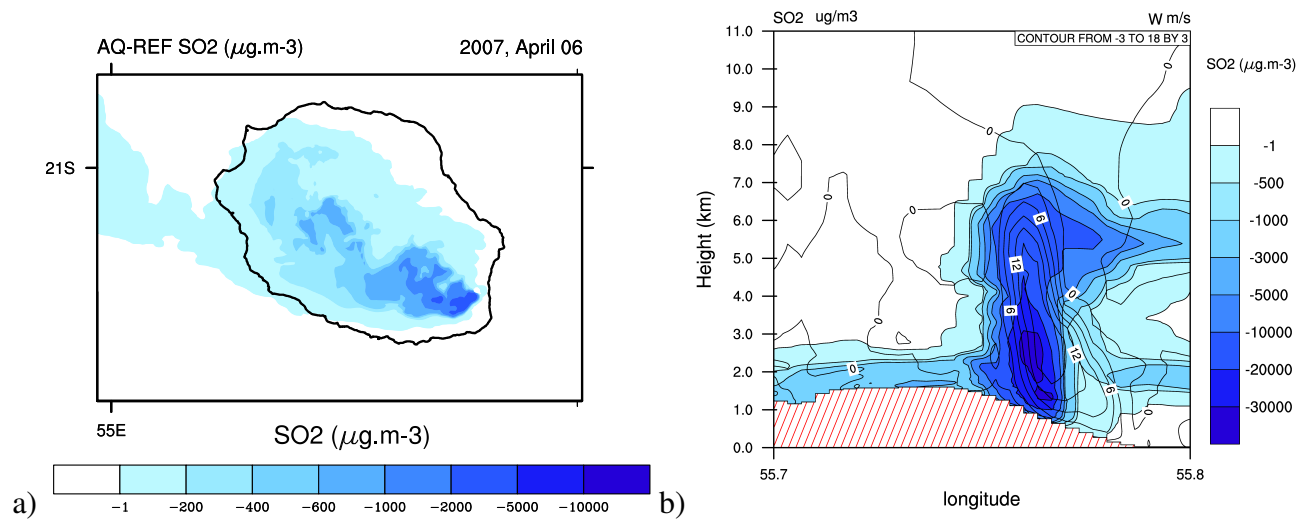 AQ-REF SO2 (μg.m-3) 2007, April 06
21S
55E
SO2 (μg.m-3)
-1 -200 -400 -600 -1000 -2000 -5000 -10000
a)
SO2 ug/m3 W m/s
CONTOUR FROM -3 TO 18 BY 3
11.0
10.0
9.0
8.0
7.0
6.0
5.0
4.0
3.0
2.0
1.0
0.0
Height (km)
0
0
0
0
0
0
0
0
0
6
12
6
12
6
55.7 55.8
longitude
b)
SO2 (μg.m-3)
-1
-500
-1000
-3000
-5000
-10000
-20000
-30000